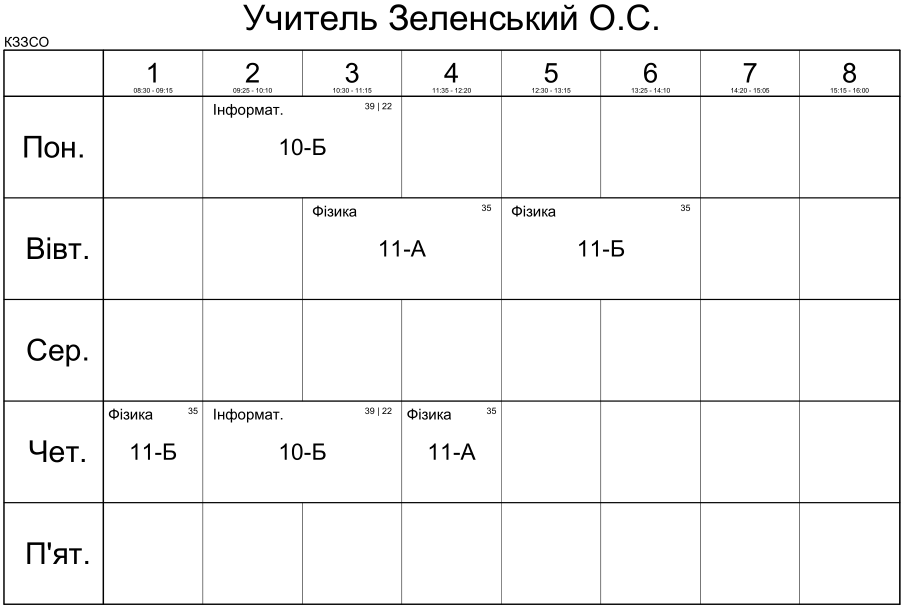 Учитель Зеленський О.С.
КЗЗСО
1 2 3 4 5 6 7 8
08:30 - 09:15 09:25 - 10:10 10:30 - 11:15 11:35 - 12:20 12:30 - 13:15 13:25 - 14:10 14:20 - 15:05 15:15 - 16:00
Пон.
Інформат. 39 | 22
10-Б
Вівт.
Фізика 35
11-А
Фізика 35
11-Б
Сер.
Чет.
Фізика 35
11-Б
Інформат. 39 | 22
10-Б
Фізика 35
11-А
П'ят.